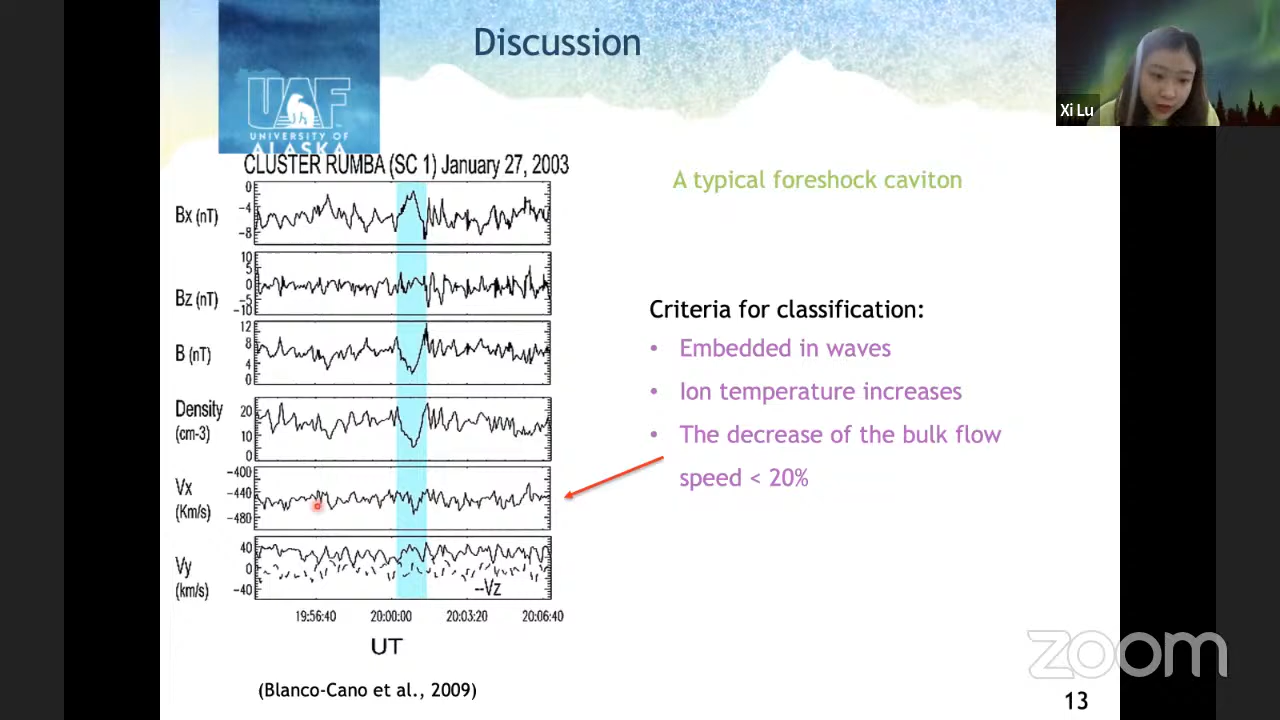 Discussion
UAF
UNIVERSITY OF
ALASKA
Xi Lu
CLUSTER RUMBA (SC 1) January 27, 2003
A typical foreshock caviton
Bx (nT)
0
-4
-8
Bz (nT)
10
5
0
-5
-10
B (nT)
12
8
4
0
Density
(cm-3)
20
10
0
Vx
(Km/s)
-400
-440
-480
Vy
(km/s)
40
0
-40
--Vz
19:56:40 20:00:00 20:03:20 20:06:40
UT
(Blanco-Cano et al., 2009)
Criteria for classification:
• Embedded in waves
• Ion temperature increases
• The decrease of the bulk flow
speed < 20%
zoom
13